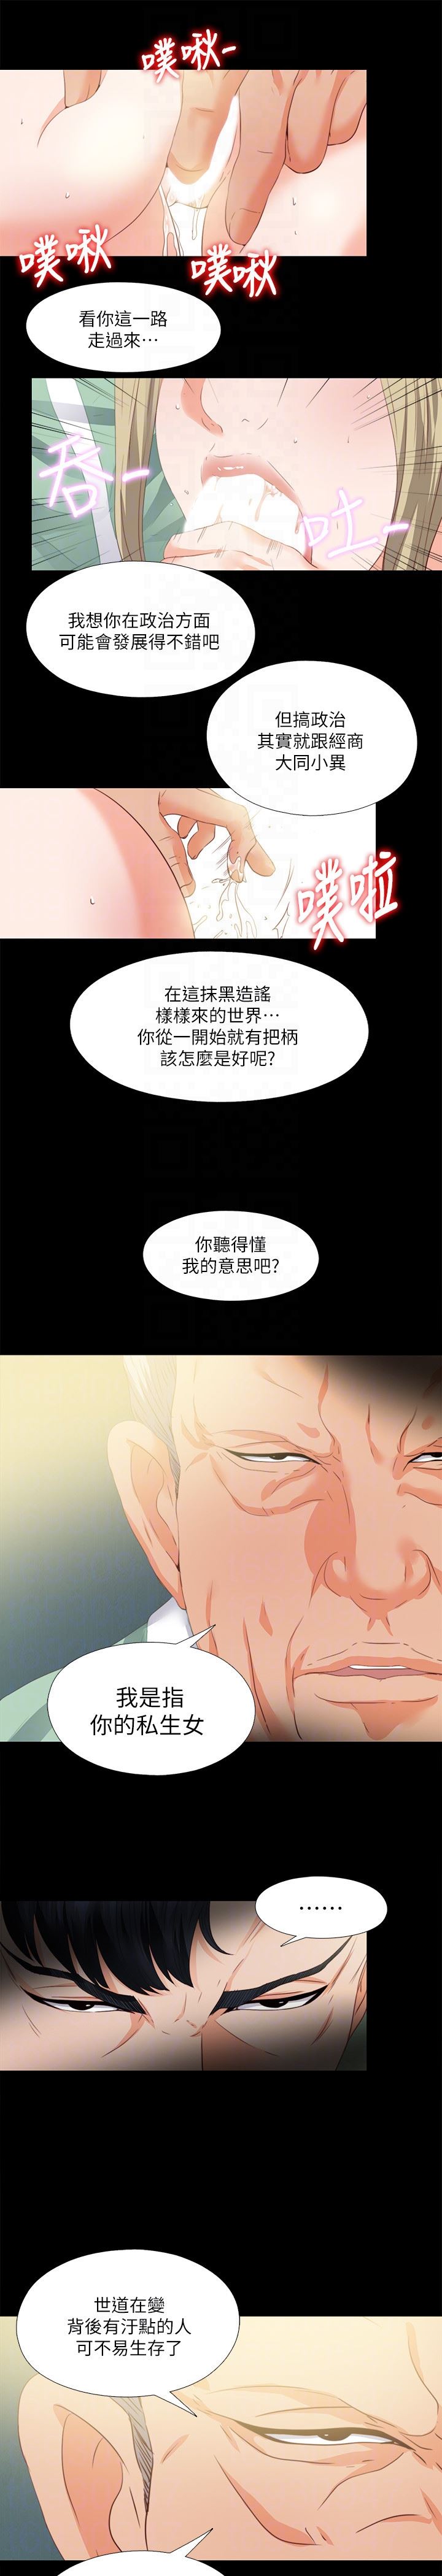 噗啾-
噗啾
噗啾
看你這一路
走過來…
吞-
吐-
我想你在政治方面
可能會發展得不錯吧
但搞政治
其實就跟經商
大同小異
噗啦
在這抹黑造謠
樣樣來的世界…
你從一開始就有把柄
該怎麼是好呢?
你聽得懂
我的意思吧?
我是指
你的私生女
……
世道在變
背後有汙點的人
可不易生存了